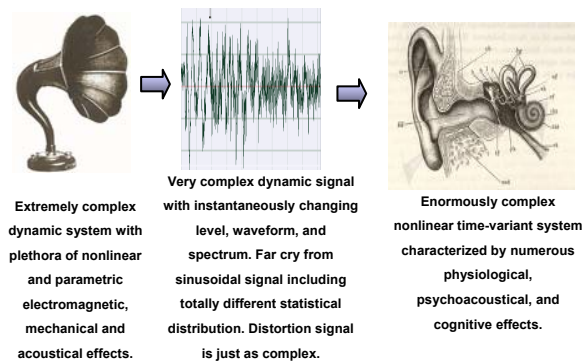 Extremely complex
dynamic system with
plethora of nonlinear
and parametric
electromagnetic,
mechanical and
acoustical effects.
Very complex dynamic signal
with instantaneously changing
level, waveform, and
spectrum. Far cry from
sinusoidal signal including
totally different statistical
distribution. Distortion signal
is just as complex.
Enormously complex
nonlinear time-variant system
characterized by numerous
physiological,
psychoacoustical, and
cognitive effects.